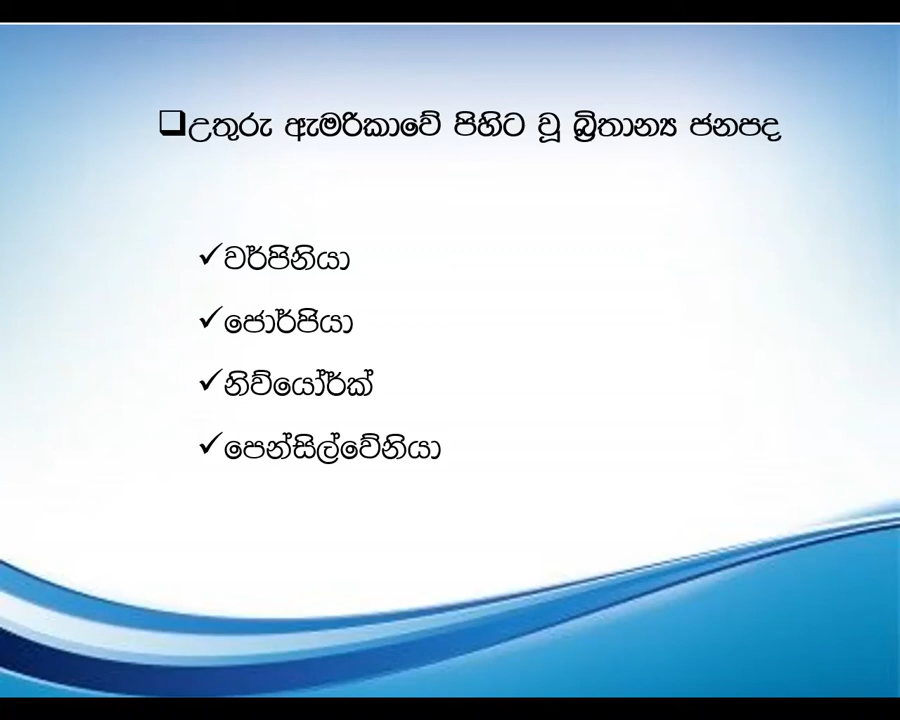 උතුරු ඇමරිකාවේ පිහිට වූ බ්‍රිතාන්‍ය ජනපද
වර්පිනියා
ජොර්පියා
නිව්යෝර්ක්
පෙන්සිල්වේනියා